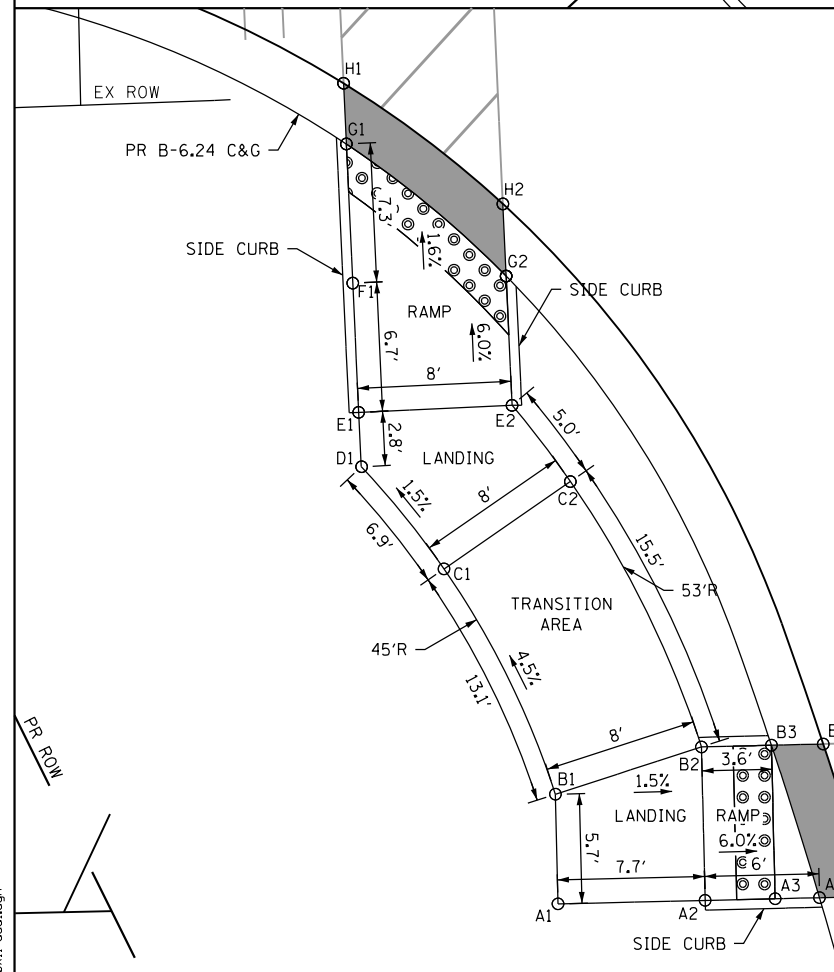 H1
EX ROW
G1
PR B-6.24 C&G
7.3'
H2
1.6%
SIDE CURB
G2
F1
SIDE CURB
RAMP
6.0%
6.7'
8'
E1
E2
5.0'
2.8'
D1
LANDING
1.5%
8'
C2
6.9'
15.5'
C1
53'R
TRANSITION
AREA
45'R
4.5%
13.1'
PR ROW
8'
B3
B2
3.6'
B1
1.5%
LANDING
RAMP
5.7'
6.0%
7.7'
6'
A3
A1
A2
SIDE CURB